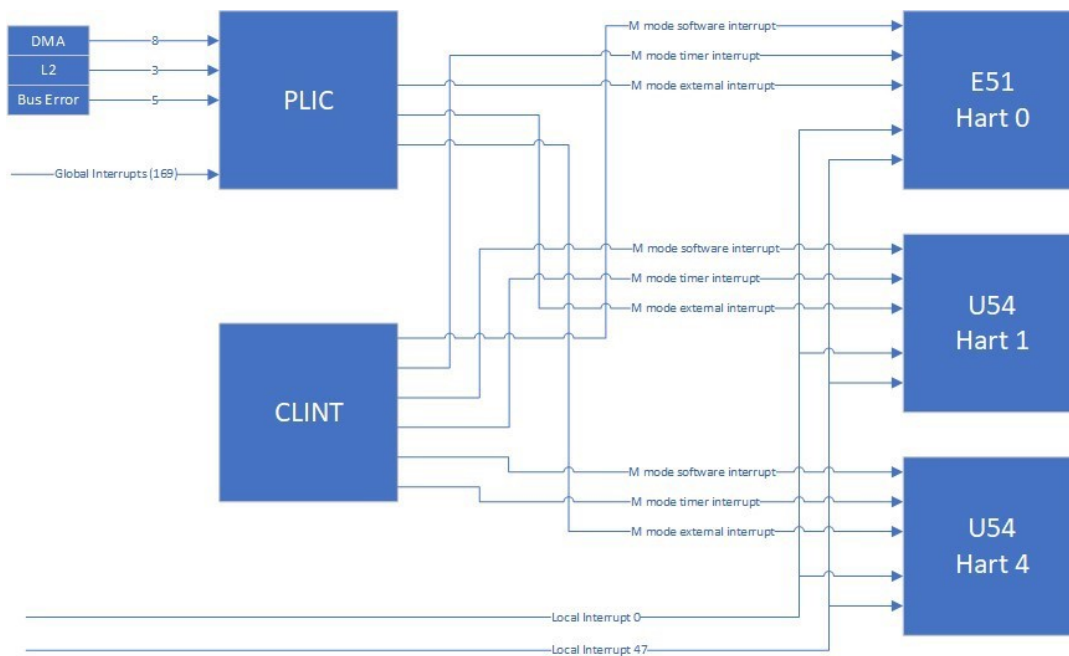 DMA
8
L2
3
Bus Error
5
Global Interrupts (169)
PLIC
M mode software interrupt
M mode timer interrupt
M mode external interrupt
E51
Hart 0
M mode software interrupt
M mode timer interrupt
M mode external interrupt
U54
Hart 1
CLINT
M mode software interrupt
M mode timer interrupt
M mode external interrupt
U54
Hart 4
Local Interrupt 0
Local Interrupt 47